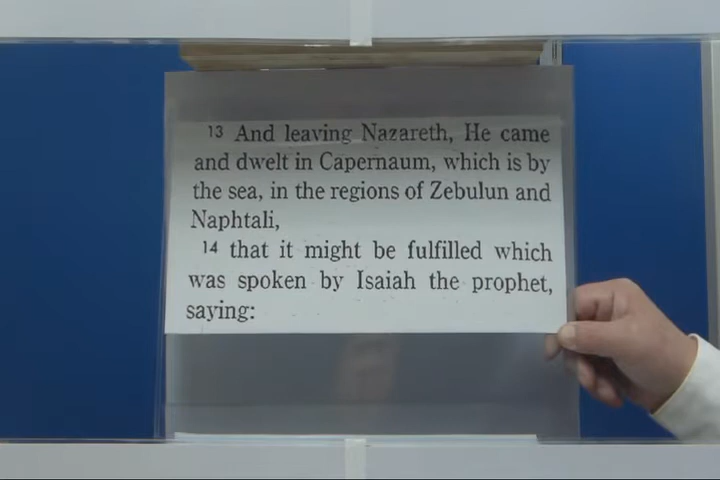 13 And leaving Nazareth, He came
and dwelt in Capernaum, which is by
the sea, in the regions of Zebulun and
Naphtali,
14 that it might be fulfilled which
was spoken by Isaiah the prophet,
saying: